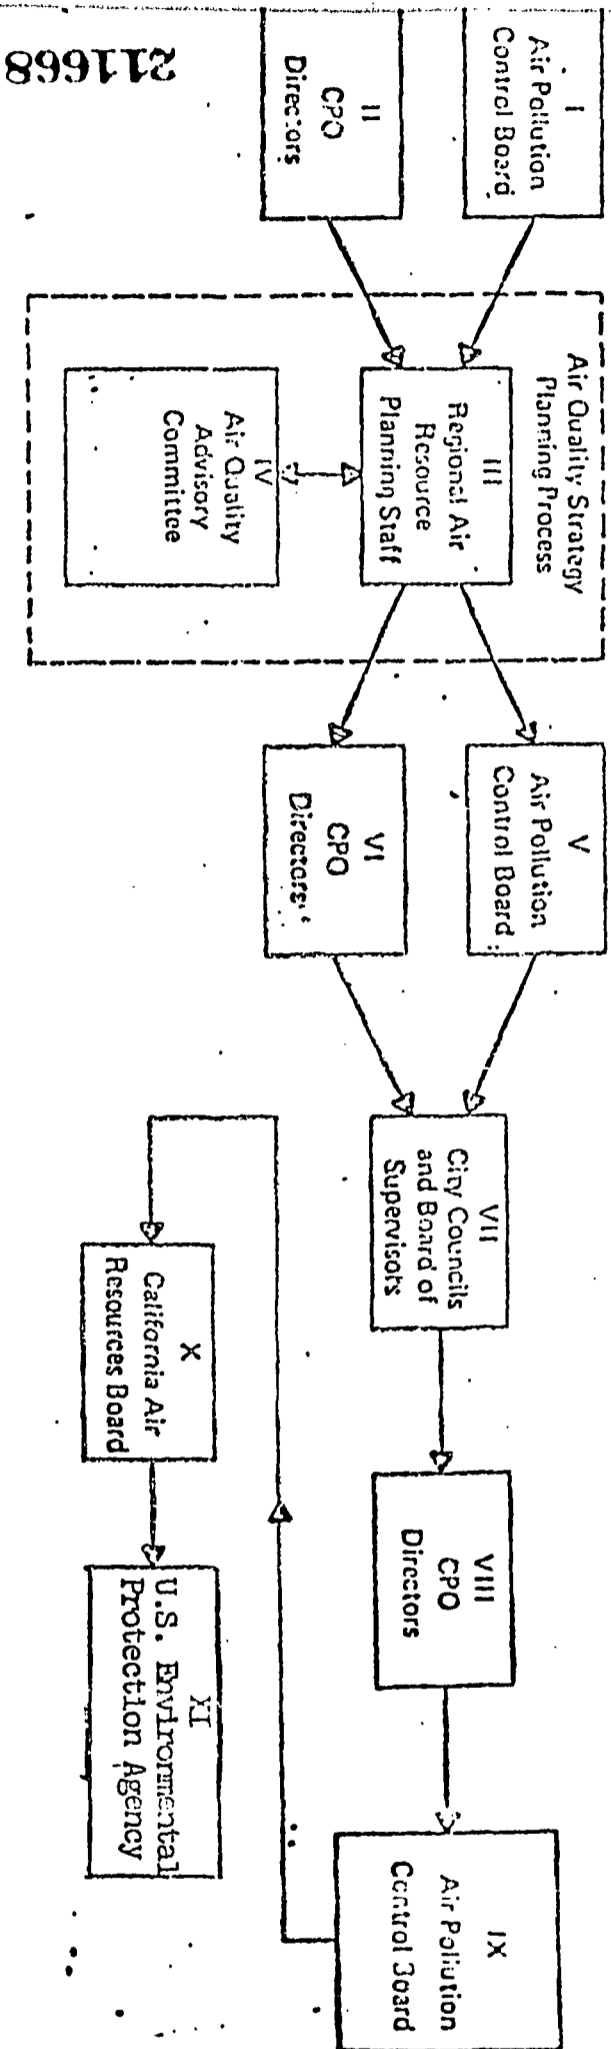 I
Air Pollution
Control Board
II
CPO
Directors
Air Quality Strategy
Planning Process
III
Regional Air
Resource
Planning Staff
IV
Air Quality
Advisory
Committee
V
Air Pollution
Control Board
VI
CPO
Directors
VII
City Councils
and Board of
Supervisors
VIII
CPO
Directors
IX
Air Pollution
Control Board
X
California Air
Resources Board
XI
U.S. Environmental
Protection Agency
211668